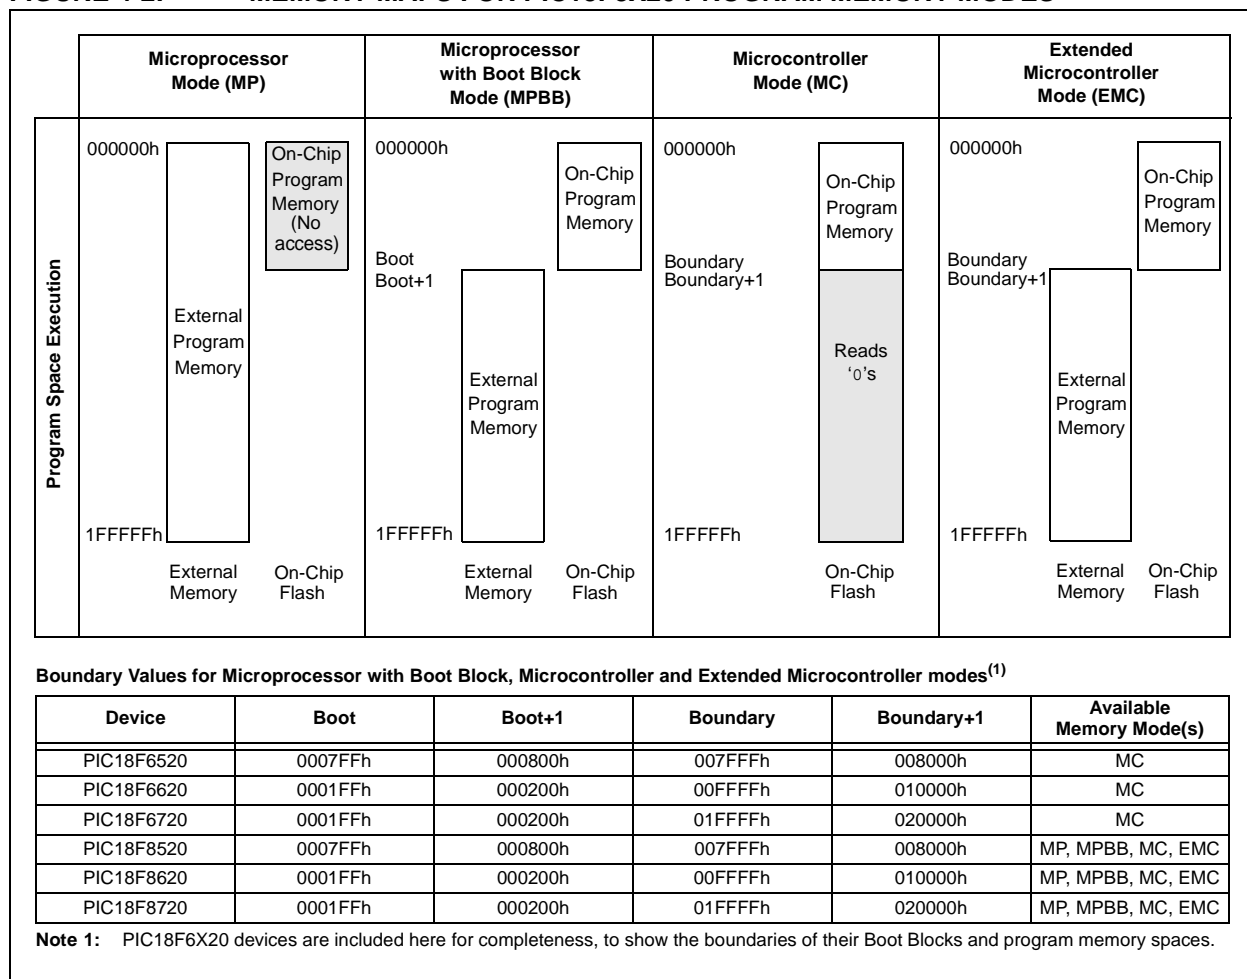 Microprocessor
Mode (MP)
Microprocessor
with Boot Block
Mode (MPBB)
Microcontroller
Mode (MC)
Extended
Microcontroller
Mode (EMC)
Program Space Execution
000000h
External
Program
Memory
1FFFFFh
On-Chip
Program
Memory
(No
access)
External
Memory
On-Chip
Flash
000000h
Boot
Boot+1
1FFFFFh
On-Chip
Program
Memory
External
Program
Memory
External
Memory
On-Chip
Flash
000000h
Boundary
Boundary+1
1FFFFFh
On-Chip
Program
Memory
Reads
‘0’s
On-Chip
Flash
000000h
Boundary
Boundary+1
1FFFFFh
On-Chip
Program
Memory
External
Program
Memory
External
Memory
On-Chip
Flash
Boundary Values for Microprocessor with Boot Block, Microcontroller and Extended Microcontroller modes(1)
Device Boot Boot+1 Boundary Boundary+1 Available Memory Mode(s)
PIC18F6520 0007FFh 000800h 007FFFh 008000h MC
PIC18F6620 0001FFh 000200h 00FFFFh 010000h MC
PIC18F6720 0001FFh 000200h 01FFFFh 020000h MC
PIC18F8520 0007FFh 000800h 007FFFh 008000h MP, MPBB, MC, EMC
PIC18F8620 0001FFh 000200h 00FFFFh 010000h MP, MPBB, MC, EMC
PIC18F8720 0001FFh 000200h 01FFFFh 020000h MP, MPBB, MC, EMC
Note 1: PIC18F6X20 devices are included here for completeness, to show the boundaries of their Boot Blocks and program memory spaces.